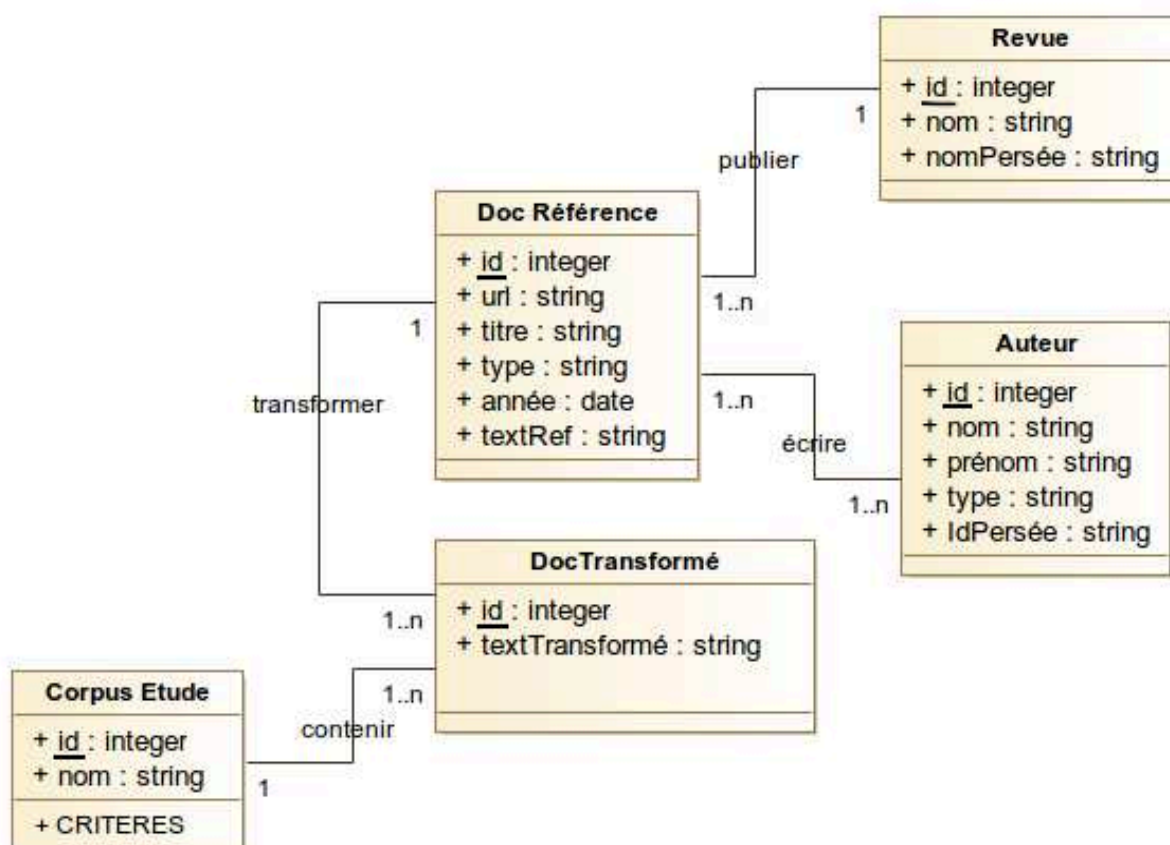 Revue
+ id : integer
+ nom : string
+ nomPersée : string
1
publier
Doc Référence
+ id : integer
+ url : string
+ titre : string
+ type : string
+ année : date
+ textRef : string
1..n
1
1..n
transformer
écrire
Auteur
+ id : integer
+ nom : string
+ prénom : string
+ type : string
+ IdPersée : string
1..n
DocTransformé
+ id : integer
+ textTransformé : string
1..n
1..n
contenir
Corpus Etude
+ id : integer
+ nom : string
+ CRITERES
1